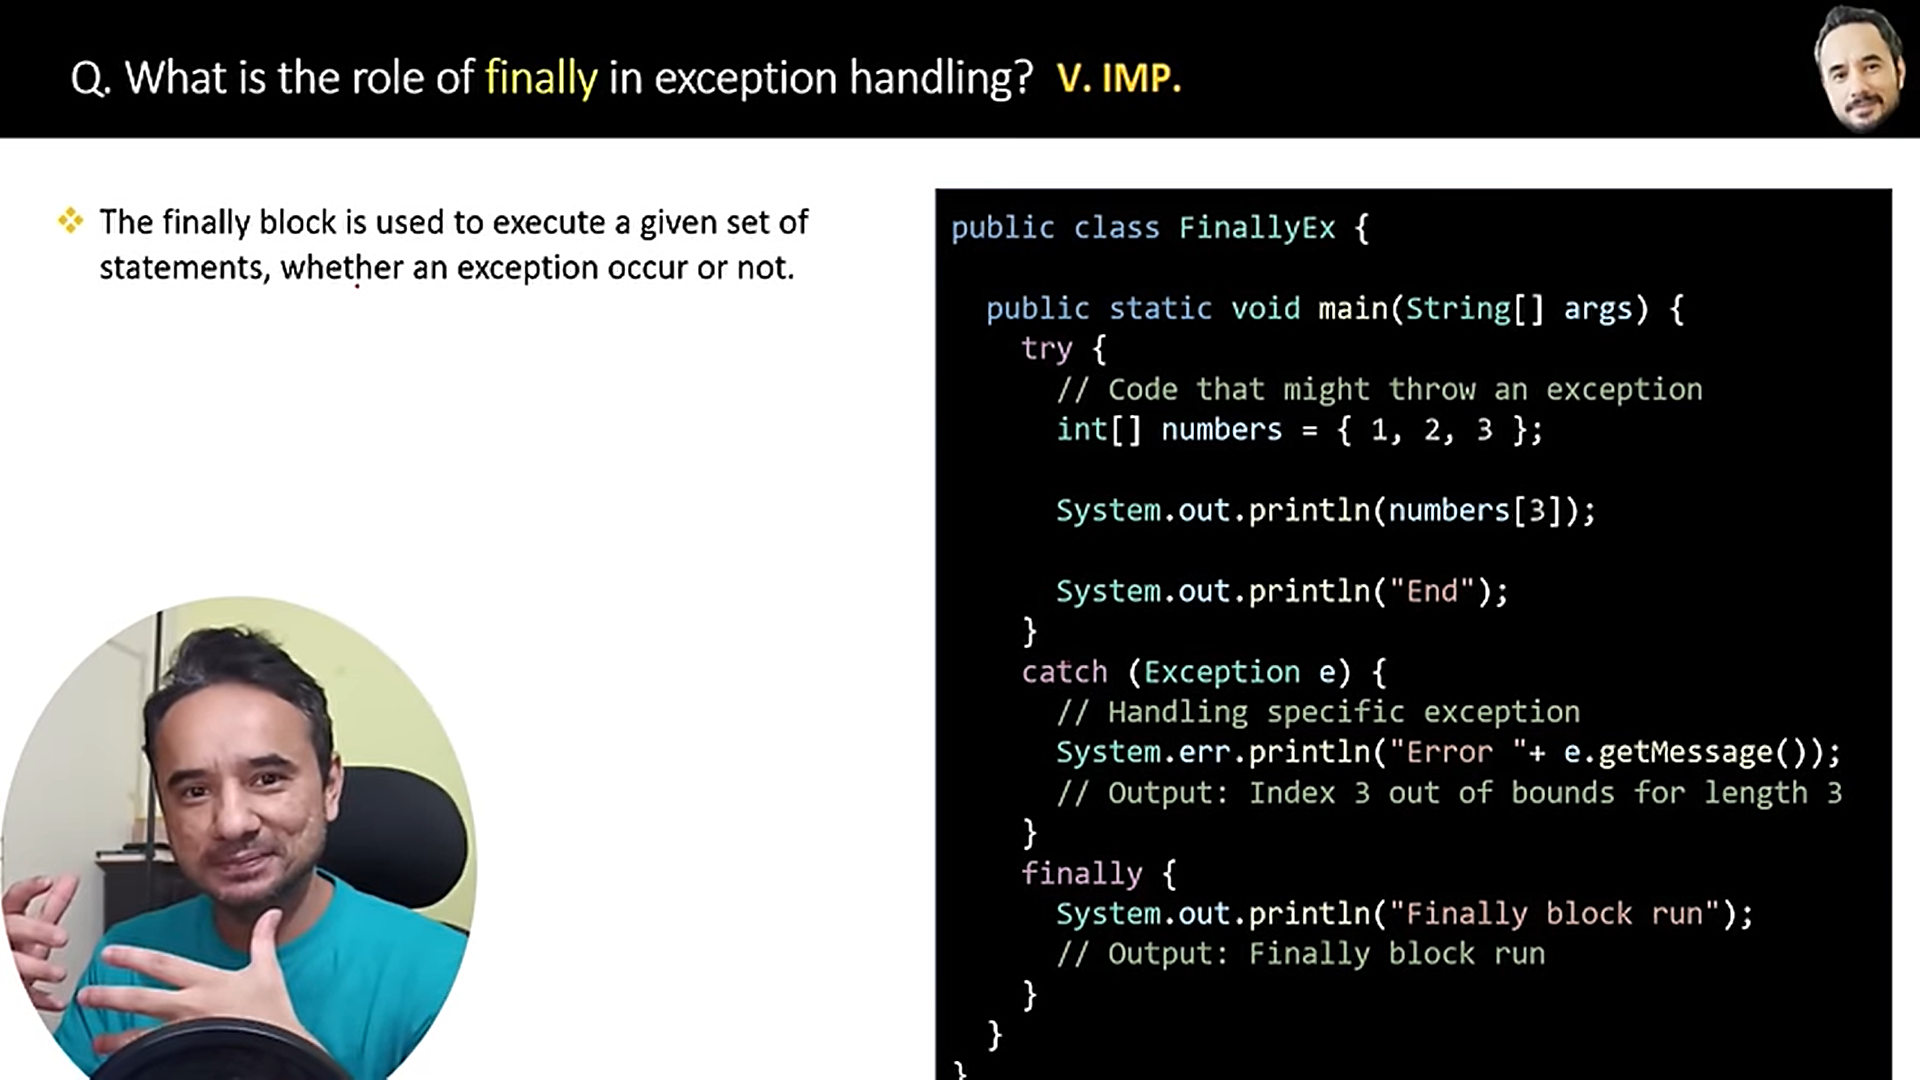 Q. What is the role of finally in exception handling? V. IMP.
The finally block is used to execute a given set of
statements, whether an exception occur or not.
public class FinallyEx {
public static void main(String[] args) {
try {
// Code that might throw an exception
int[] numbers = { 1, 2, 3 };
System.out.println(numbers[3]);
System.out.println("End");
}
catch (Exception e) {
// Handling specific exception
System.err.println("Error "+ e.getMessage());
// Output: Index 3 out of bounds for length 3
}
finally {
System.out.println("Finally block run");
// Output: Finally block run
}
}
}